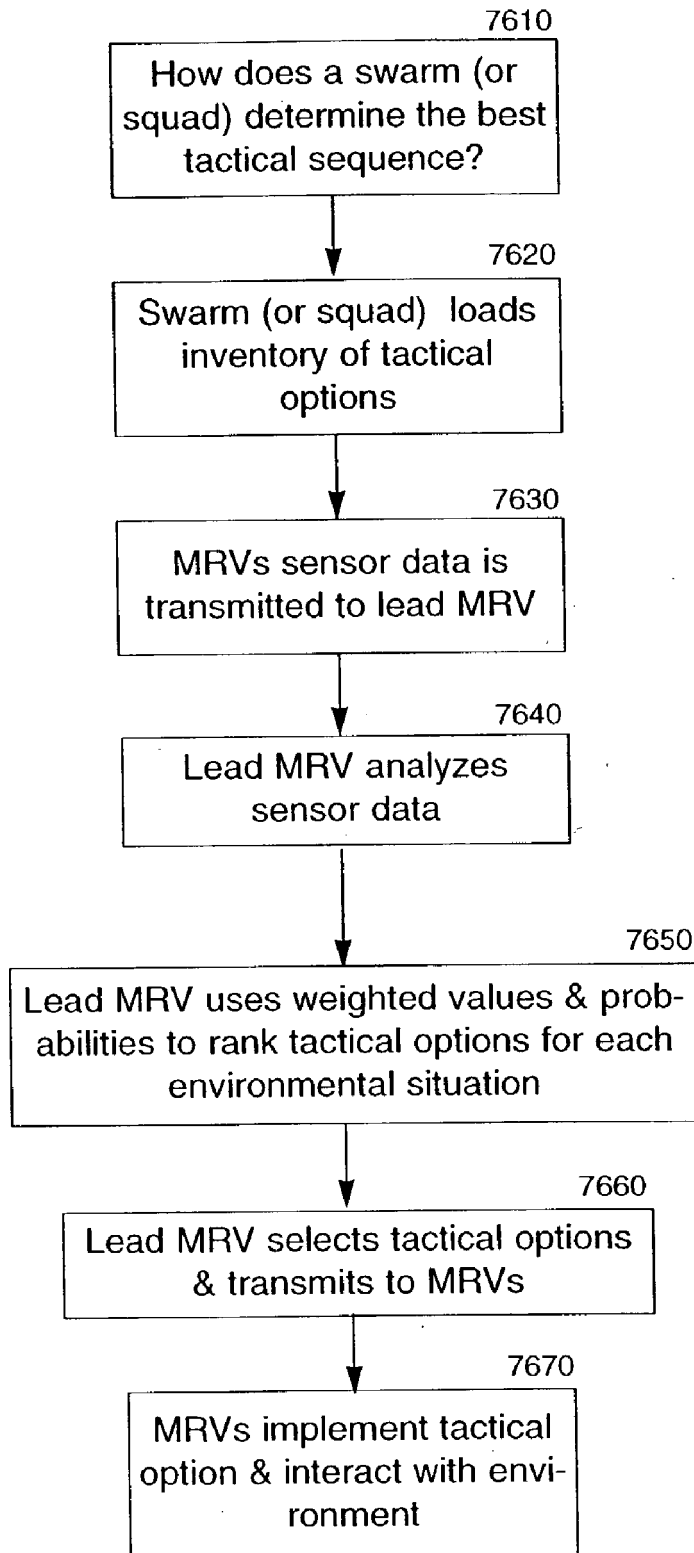 7610
How does a swarm (or
squad) determine the best
tactical sequence?
7620
Swarm (or squad) loads
inventory of tactical
options
7630
MRVs sensor data is
transmitted to lead MRV
7640
Lead MRV analyzes
sensor data
7650
Lead MRV uses weighted values & prob-
abilities to rank tactical options for each
environmental situation
7660
Lead MRV selects tactical options
& transmits to MRVs
7670
MRVs implement tactical
option & interact with envi-
ronment